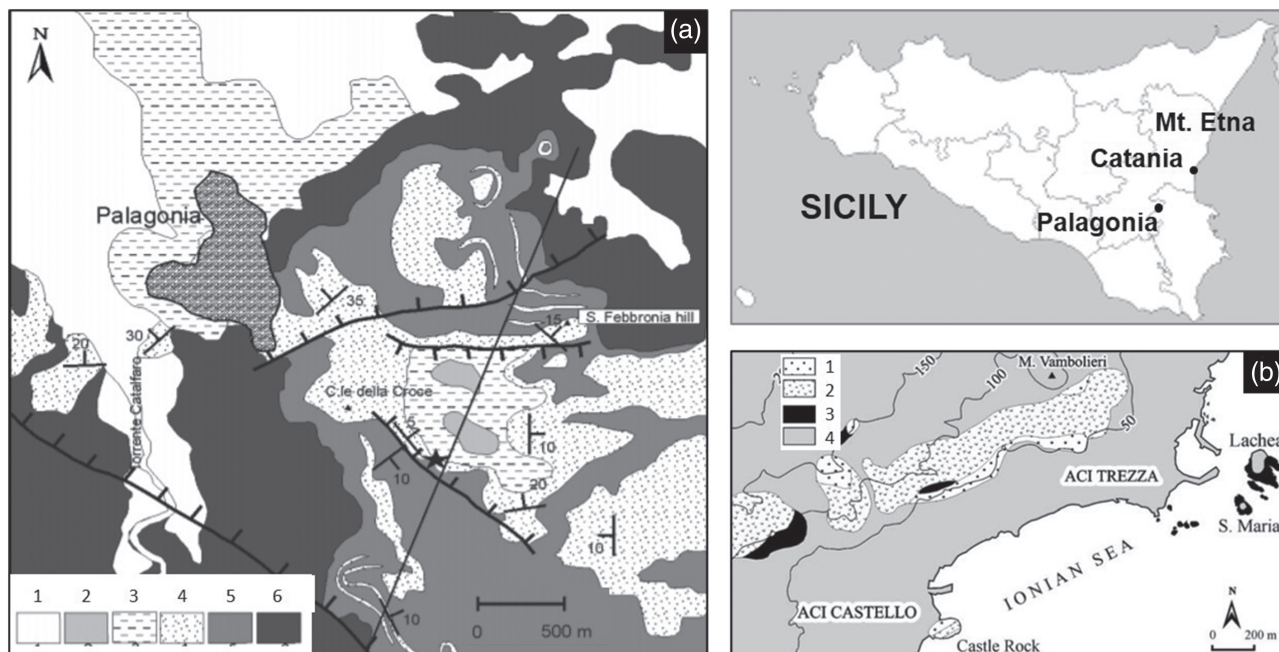 (a)
N
Palagonia
35
S. Febbronia hill
15
20
30
Torrente Catalfaro
C.le della Croce
5
10
10
20
10
10
1 2 3 4 5 6
0 500 m
Mt. Etna
Catania
SICILY
Palagonia
(b)
1
2
3
4
150
100
50
M. Vambolieri
Lachea
ACI TREZZA
S. Maria
IONIAN SEA
ACI CASTELLO
Castle Rock
N
0 200 m